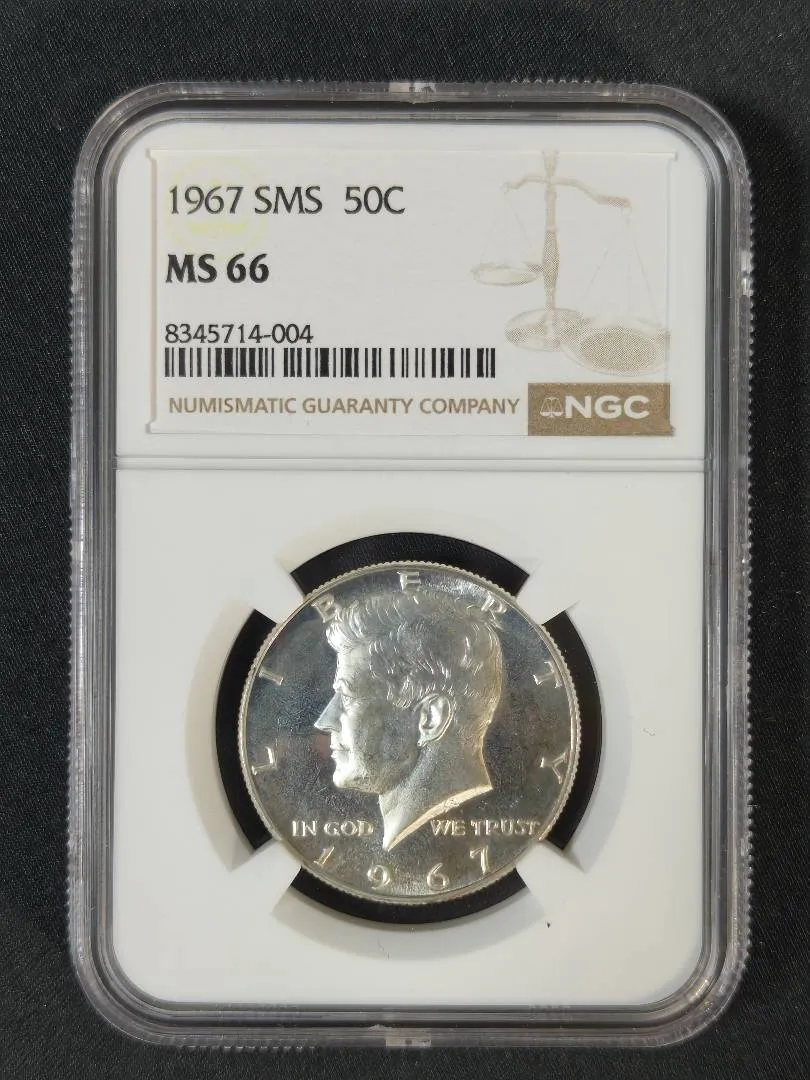 1967 SMS 50C
MS 66
8345714-004
NUMISMATIC GUARANTY COMPANY NGC
LIBERTY
IN GOD WE TRUST
1967